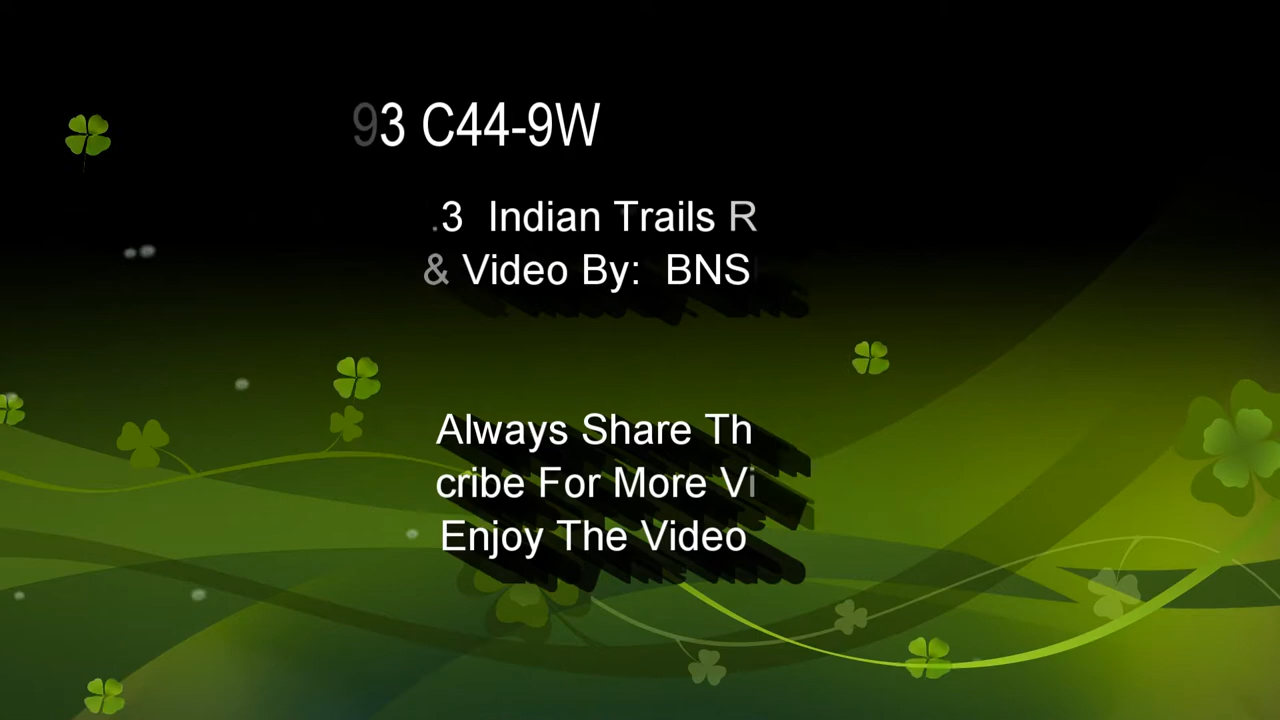 93 C44-9W
.3 Indian Trails R
& Video By: BNS
Always Share Th
cribe For More Vi
Enjoy The Video